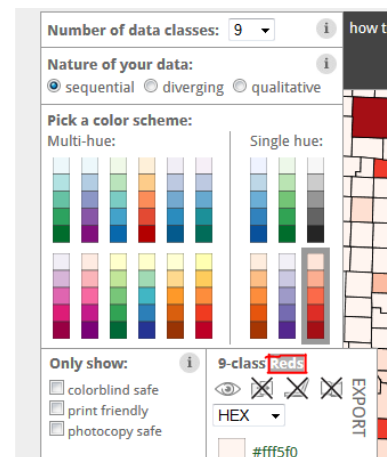 Number of data classes: 9
i
how t
Nature of your data:
i
sequential diverging qualitative
Pick a color scheme:
Multi-hue: Single hue:
Only show:
i
colorblind safe
print friendly
photocopy safe
9-class Reds
HEX
#fff5f0
EXPORT